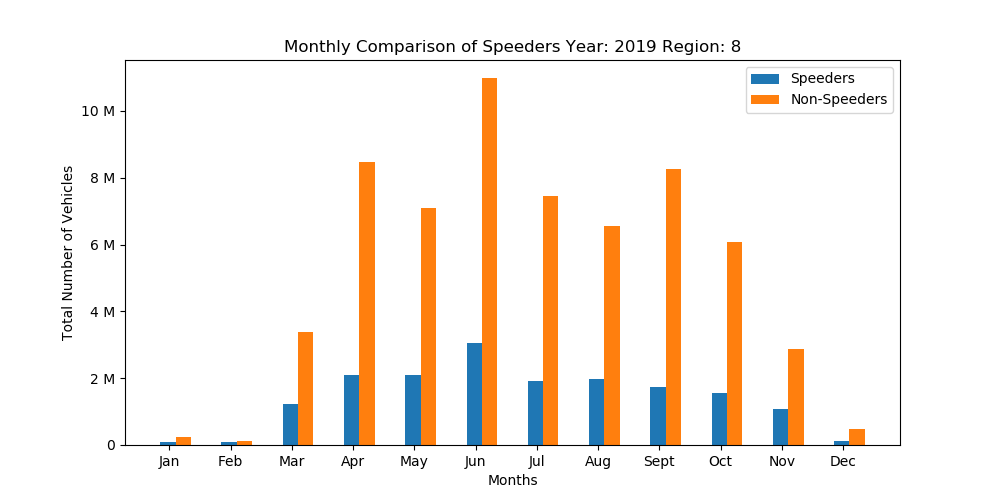 Monthly Comparison of Speeders Year: 2019 Region: 8
Speeders
Non-Speeders
Total Number of Vehicles
10 M
8 M
6 M
4 M
2 M
0
Jan Feb Mar Apr May Jun Jul Aug Sept Oct Nov Dec
Months